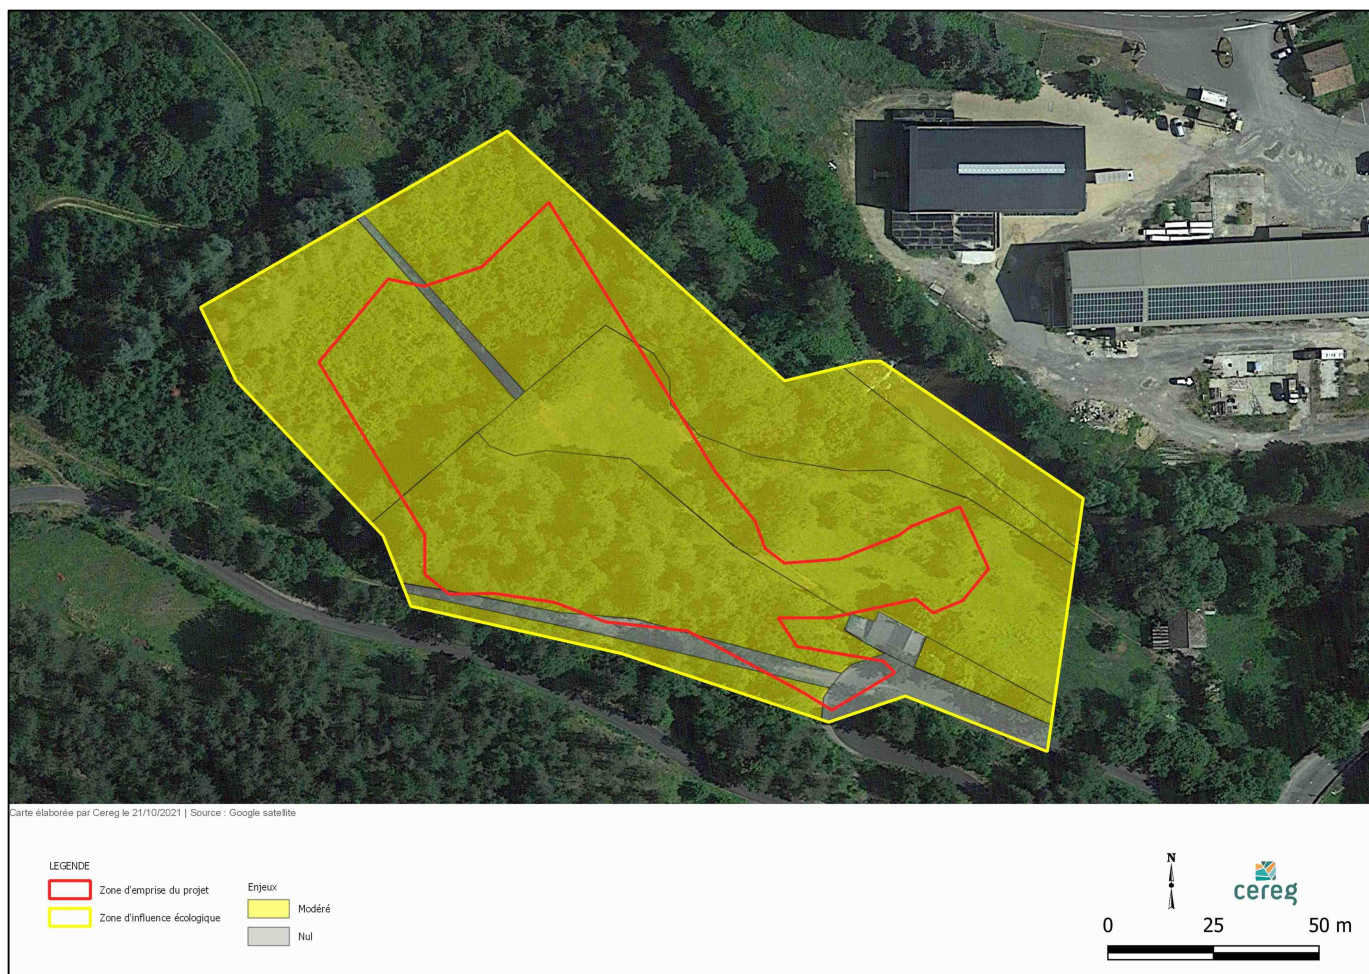 Carte élaborée par Cereg le 21/10/2021 | Source : Google satellite
LEGENDE
Zone d'emprise du projet
Zone d'influence écologique
Enjeux
Modéré
Nul
N
cereg
0 25 50 m